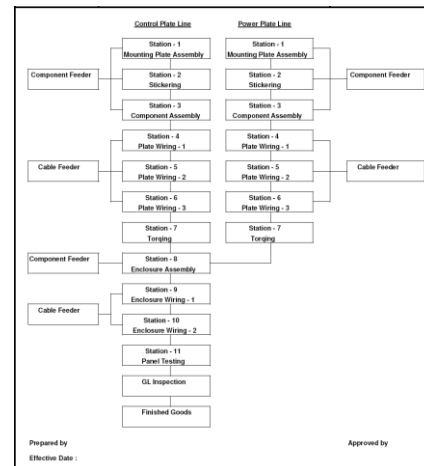 Control Plate Line
Power Plate Line
Station - 1
Mounting Plate Assembly
Station - 1
Mounting Plate Assembly
Component Feeder
Station - 2
Stickering
Station - 2
Stickering
Component Feeder
Station - 3
Component Assembly
Station - 3
Component Assembly
Station - 4
Plate Wiring - 1
Station - 4
Plate Wiring - 1
Cable Feeder
Station - 5
Plate Wiring - 2
Station - 5
Plate Wiring - 2
Cable Feeder
Station - 6
Plate Wiring - 3
Station - 6
Plate Wiring - 3
Station - 7
Torqing
Station - 7
Torqing
Component Feeder
Station - 8
Enclosure Assembly
Station - 9
Enclosure Wiring - 1
Cable Feeder
Station - 10
Enclosure Wiring - 2
Station - 11
Panel Testing
GL Inspection
Finished Goods
Prepared by
Approved by
Effective Date :